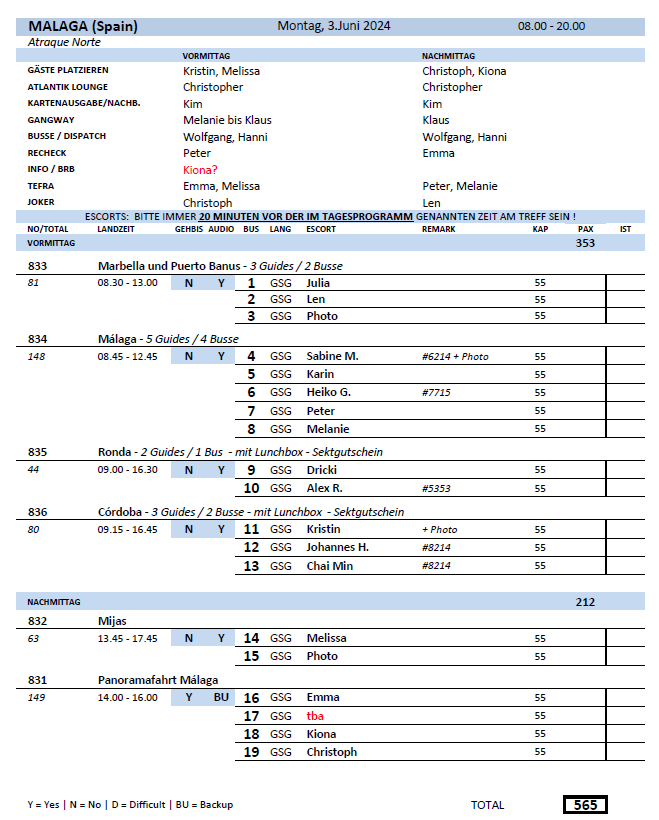 MALAGA (Spain) Montag, 3.Juni 2024 08.00 - 20.00
Atraque Norte
VORMITTAG NACHMITTAG
GÄSTE PLATZIEREN Kristin, Melissa Christoph, Kiona
ATLANTIK LOUNGE Christopher Christopher
KARTENAUSGABE/NACHB. Kim Kim
GANGWAY Melanie bis Klaus Klaus
BUSSE / DISPATCH Wolfgang, Hanni Wolfgang, Hanni
RECHECK Peter Emma
INFO / BRB Kiona?
TEFRA Emma, Melissa Peter, Melanie
JOKER Christoph Len
ESCORTS: BITTE IMMER 20 MINUTEN VOR DER IM TAGESPROGRAMM GENANNTEN ZEIT AM TREFF SEIN !
NO/TOTAL LANDZEIT GEHBIS AUDIO BUS LANG ESCORT REMARK KAP PAX IST
VORMITTAG 353
833 Marbella und Puerto Banus - 3 Guides / 2 Busse
81 08.30 - 13.00 N Y 1 GSG Julia 55
2 GSG Len 55
3 GSG Photo 55
834 Málaga - 5 Guides / 4 Busse
148 08.45 - 12.45 N Y 4 GSG Sabine M. #6214 + Photo 55
5 GSG Karin 55
6 GSG Heiko G. #7715 55
7 GSG Peter 55
8 GSG Melanie 55
835 Ronda - 2 Guides / 1 Bus - mit Lunchbox - Sektgutschein
44 09.00 - 16.30 N Y 9 GSG Dricki 55
10 GSG Alex R. #5353 55
836 Córdoba - 3 Guides / 2 Busse - mit Lunchbox - Sektgutschein
80 09.15 - 16.45 N Y 11 GSG Kristin + Photo 55
12 GSG Johannes H. #8214 55
13 GSG Chai Min #8214 55
NACHMITTAG 212
832 Mijas
63 13.45 - 17.45 N Y 14 GSG Melissa 55
15 GSG Photo 55
831 Panoramafahrt Málaga
149 14.00 - 16.00 Y BU 16 GSG Emma 55
17 GSG tba 55
18 GSG Kiona 55
19 GSG Christoph 55
Y = Yes | N = No | D = Difficult | BU = Backup TOTAL 565